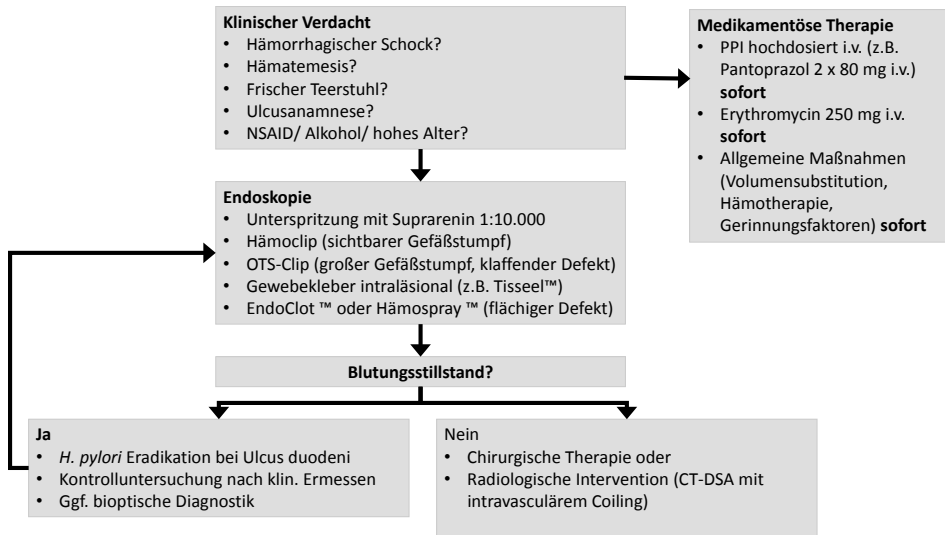 Klinischer Verdacht
• Hämorrhagischer Schock?
• Hämatemesis?
• Frischer Teerstuhl?
• Ulcusanamnese?
• NSAID/ Alkohol/ hohes Alter?
Medikamentöse Therapie
• PPI hochdosiert i.v. (z.B.
Pantoprazol 2 x 80 mg i.v.)
sofort
• Erythromycin 250 mg i.v.
sofort
• Allgemeine Maßnahmen
(Volumensubstitution,
Hämotherapie,
Gerinnungsfaktoren) sofort
Endoskopie
• Unterspritzung mit Suprarenin 1:10.000
• Hämoclip (sichtbarer Gefäßstumpf)
• OTS-Clip (großer Gefäßstumpf, klaffender Defekt)
• Gewebekleber intraläsional (z.B. Tisseel™)
• EndoClot ™ oder Hämospray ™ (flächiger Defekt)
Blutungsstillstand?
Ja
• H. pylori Eradikation bei Ulcus duodeni
• Kontrolluntersuchung nach klin. Ermessen
• Ggf. bioptische Diagnostik
Nein
• Chirurgische Therapie oder
• Radiologische Intervention (CT-DSA mit
intravasculärem Coiling)